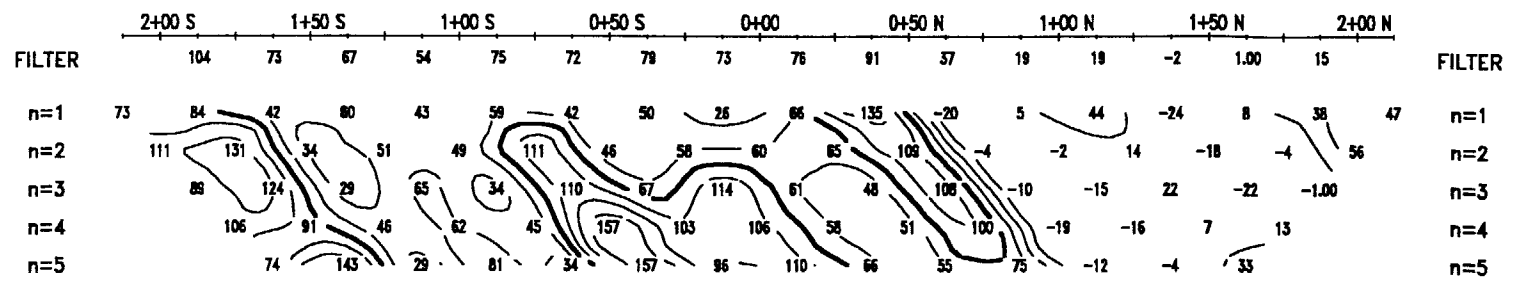 2+00 S 1+50 S 1+00 S 0+50 S 0+00 0+50 N 1+00 N 1+50 N 2+00 N
FILTER 104 73 67 54 75 72 79 73 76 91 37 19 19 -2 1.00 15 FILTER
n=1 73 84 42 60 43 59 42 50 26 66 135 -20 5 44 -24 8 38 47 n=1
n=2 111 131 34 51 49 111 46 58 60 65 109 -4 -2 14 -18 -4 56 n=2
n=3 89 124 29 65 34 110 67 114 61 48 108 -10 -15 22 -22 -1.00 n=3
n=4 106 91 46 62 45 157 103 106 58 51 100 -19 -16 7 13 n=4
n=5 74 143 29 81 34 157 96 110 66 55 75 -12 -4 33 n=5